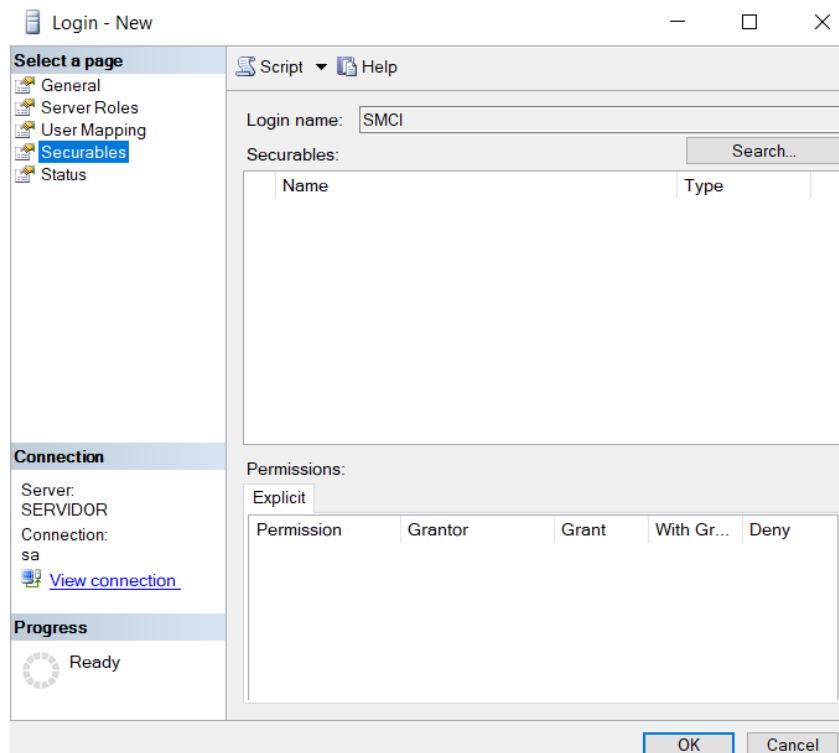 Login - New
Select a page
General
Server Roles
User Mapping
Securables
Status
Script
Help
Login name: SMCI
Securables:
Search...
Name Type
Connection
Server:
SERVIDOR
Connection:
sa
View connection
Progress
Ready
Permissions:
Explicit
Permission Grantor Grant With Gr... Deny
OK Cancel